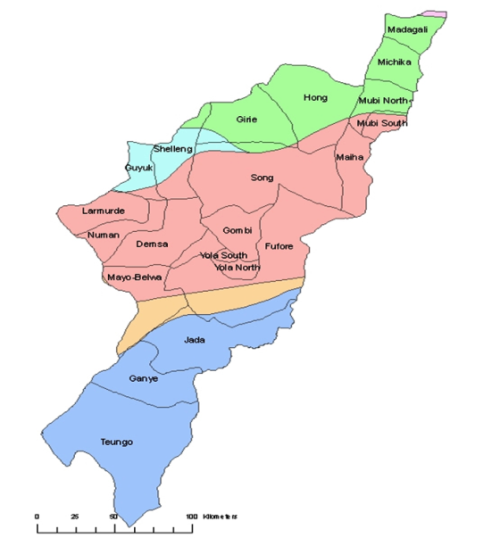 Madagali
Michika
Mubi North
Hong
Girie
Mubi South
Shelleng
Maiha
Guyuk
Song
Larmurde
Gombi
Numan
Demsa
Fufore
Yola South
Yola North
Mayo-Belwa
Jada
Ganye
Teungo
0 25 50 100 Kilometers